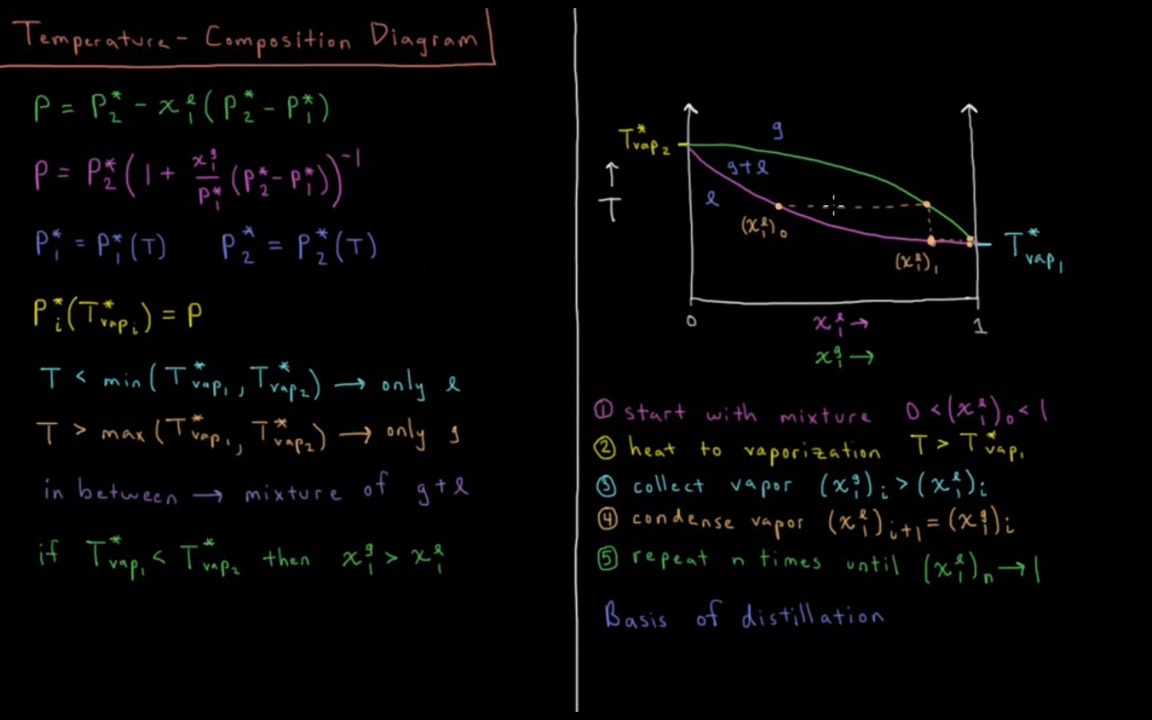 Temperature - Composition Diagram
P = P₂* - x₁ˡ(P₂* - P₁*)
P = P₂*(1 + x₁ᵍ/P₁* (P₂* - P₁*))⁻¹
P₁* = P₁*(T) P₂* = P₂*(T)
Pᵢ*(T*vapᵢ) = P
T < min(T*vap₁, T*vap₂) → only l
T > max(T*vap₁, T*vap₂) → only g
in between → mixture of g+l
if T*vap₁ < T*vap₂ then x₁ᵍ > x₁ˡ
T*vap₂
g
g+l
l
↑
T
(x₁ˡ)₀
(x₁ˡ)₁
T*vap₁
0
1
x₁ˡ →
x₁ᵍ →
① start with mixture 0 < (x₁ˡ)₀ < 1
② heat to vaporization T > T*vap₁
③ collect vapor (x₁ᵍ)ᵢ > (x₁ˡ)ᵢ
④ condense vapor (x₁ˡ)ᵢ₊₁ = (x₁ᵍ)ᵢ
⑤ repeat n times until (x₁ˡ)ₙ → 1
Basis of distillation